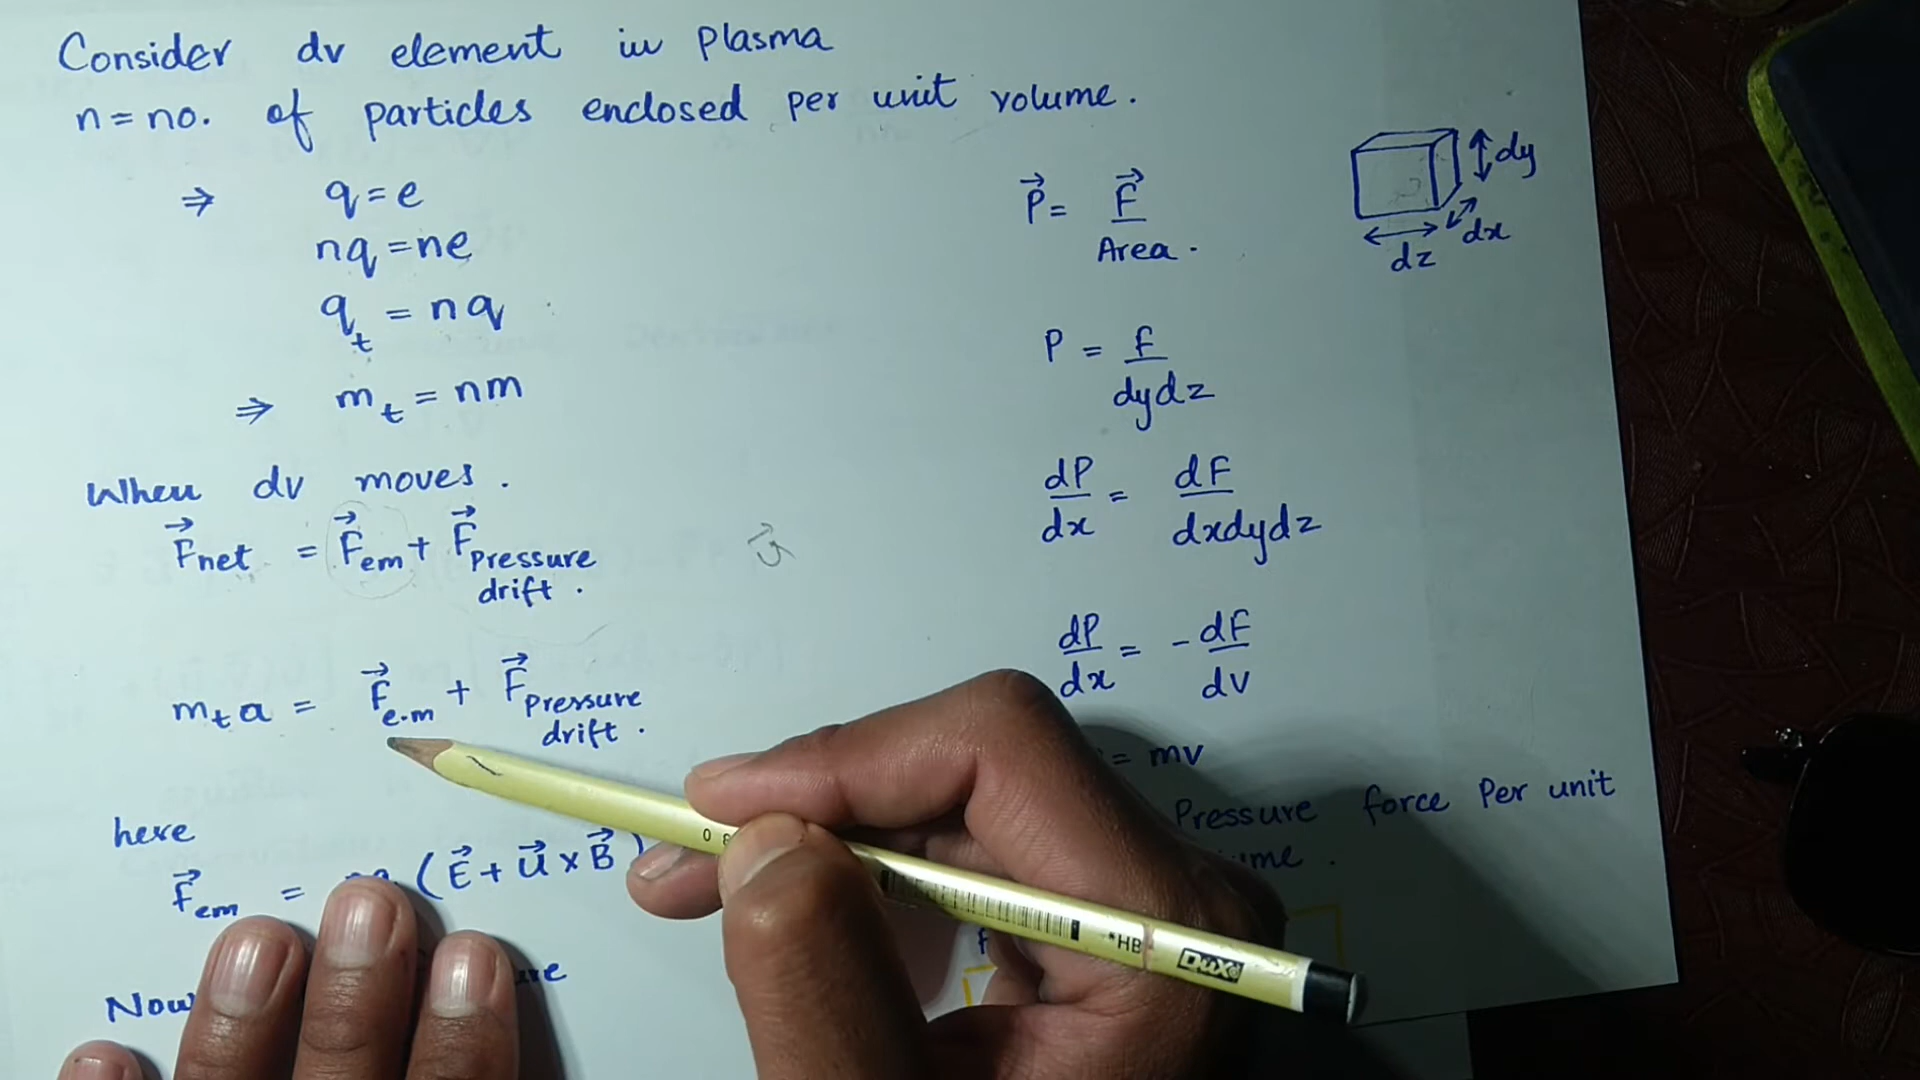 Consider dv element in plasma
n = no. of particles enclosed per unit volume.
⇒ q = e
nq = ne
q_t = nq
⇒ m_t = nm
When dv moves.
F⃗net = F⃗em + F⃗Pressure
drift.
m_t a = F⃗e.m + F⃗Pressure
drift.
here
F⃗em = (E⃗ + U⃗ × B⃗)
Now
P⃗ = F⃗
Area.
dy
dx
dz
P = F
dydz
dP = dF
dx dxdydz
dP = - dF
dx dv
= mv
Pressure force Per unit
.
*HB
DUX